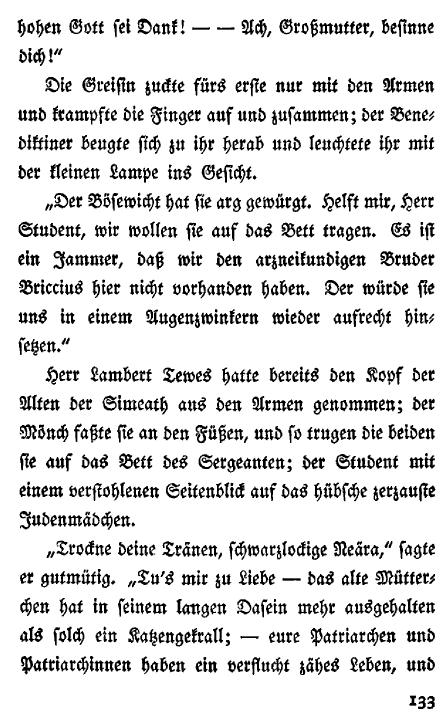 hohen Gott sei Dank! — — Ach, Großmutter, besinne
dich!“
Die Greisin zuckte fürs erste nur mit den Armen
und krampfte die Finger auf und zusammen; der Bene-
diktiner beugte sich zu ihr herab und leuchtete ihr mit
der kleinen Lampe ins Gesicht.
„Der Bösewicht hat sie arg gewürgt. Helft mir, Herr
Student, wir wollen sie auf das Bett tragen. Es ist
ein Jammer, daß wir den arzneikundigen Bruder
Briccius hier nicht vorhanden haben. Der würde sie
uns in einem Augenzwinkern wieder aufrecht hin-
setzen.“
Herr Lambert Tewes hatte bereits den Kopf der
Alten der Simeath aus den Armen genommen; der
Mönch faßte sie an den Füßen, und so trugen die beiden
sie auf das Bett des Sergeanten; der Student mit
einem verstohlenen Seitenblick auf das hübsche zerzauste
Judenmädchen.
„Trockne deine Tränen, schwarzlockige Neära,“ sagte
er gutmütig. „Tu's mir zu Liebe — das alte Mütter-
chen hat in seinem langen Dasein mehr ausgehalten
als solch ein Katzengekrall; — eure Patriarchen und
Patriarchinnen haben ein verflucht zähes Leben, und
133